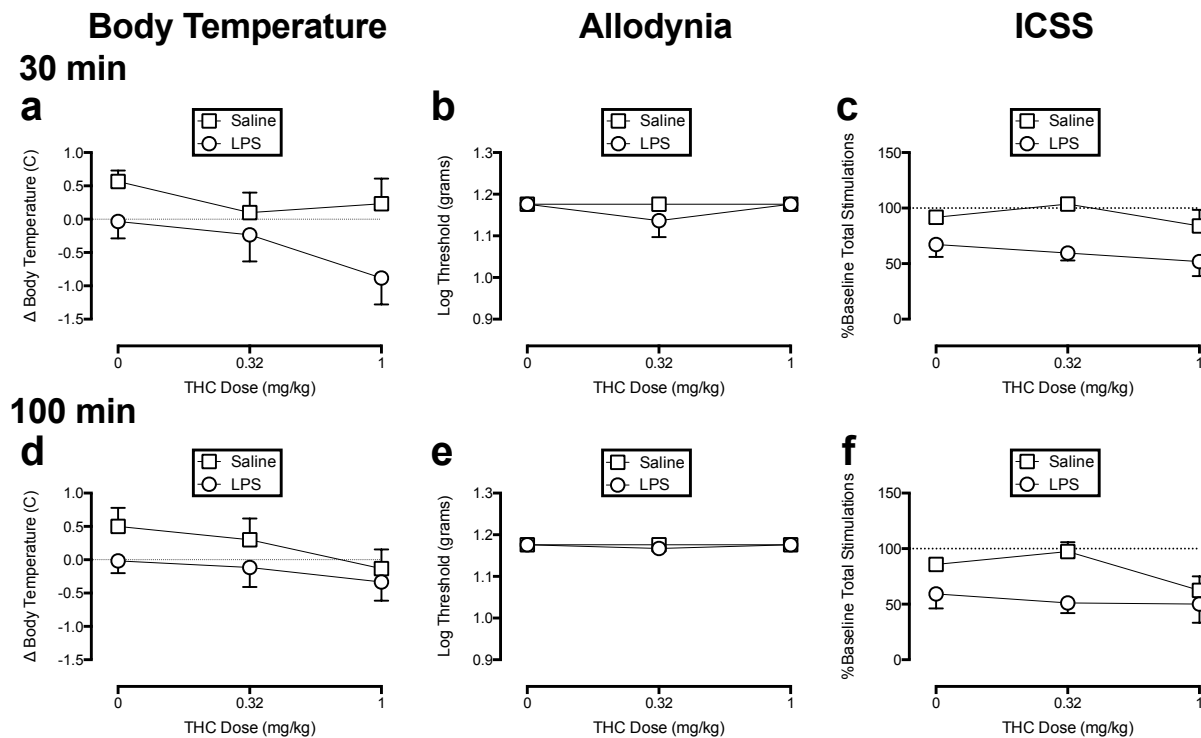 Body Temperature
Allodynia
ICSS
30 min
a
Saline
LPS
Δ Body Temperature (C)
1.0
0.5
0.0
-0.5
-1.0
-1.5
0
0.32
1
THC Dose (mg/kg)
b
Saline
LPS
Log Threshold (grams)
1.3
1.2
1.1
1.0
0.9
0
0.32
1
THC Dose (mg/kg)
c
Saline
LPS
%Baseline Total Stimulations
150
100
50
0
0
0.32
1
THC Dose (mg/kg)
100 min
d
Saline
LPS
Δ Body Temperature (C)
1.0
0.5
0.0
-0.5
-1.0
-1.5
0
0.32
1
THC Dose (mg/kg)
e
Saline
LPS
Log Threshold (grams)
1.3
1.2
1.1
1.0
0.9
0
0.32
1
THC Dose (mg/kg)
f
Saline
LPS
%Baseline Total Stimulations
150
100
50
0
0
0.32
1
THC Dose (mg/kg)